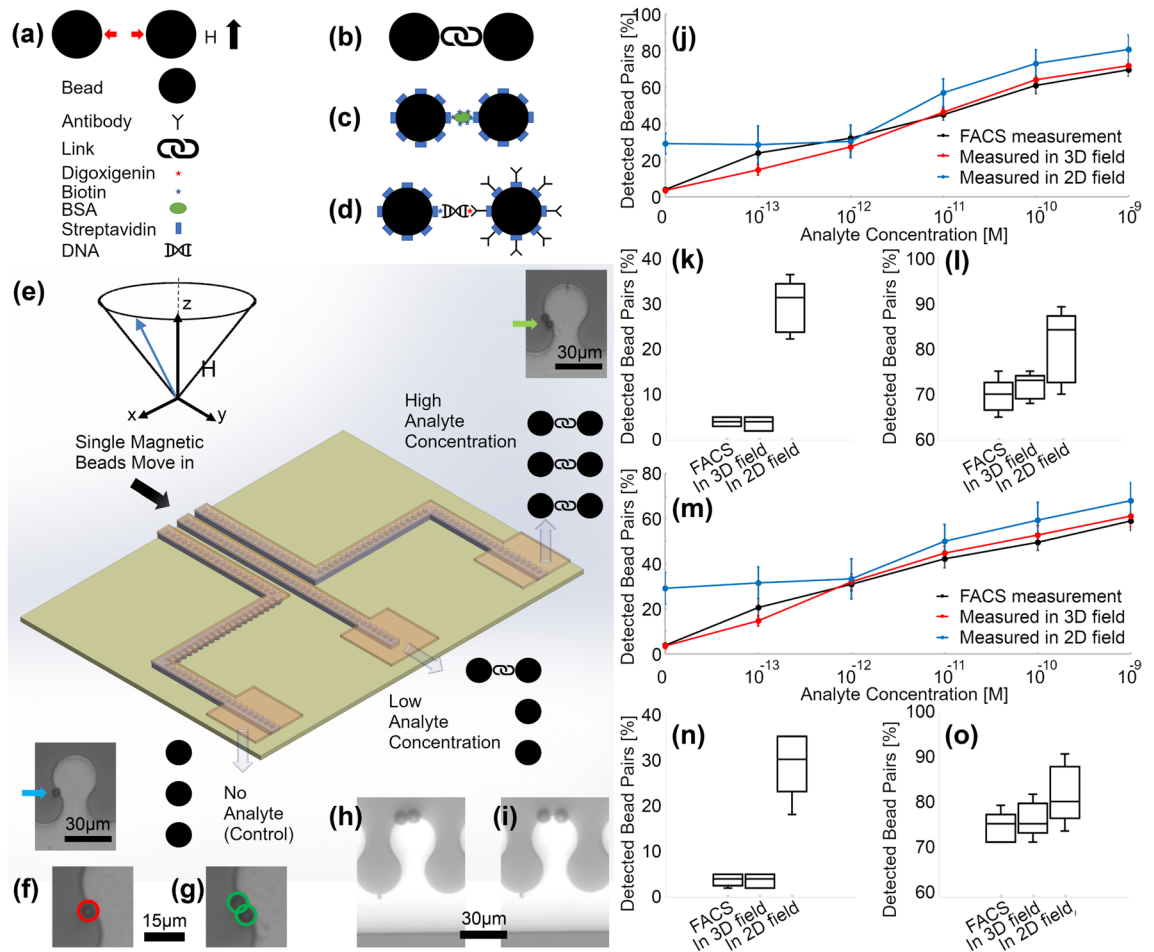 (a)
H
Bead
Antibody
Link
Digoxigenin
Biotin
BSA
Streptavidin
DNA
(b)
(c)
(d)
(e)
z
H
x
y
Single Magnetic
Beads Move in
30µm
High
Analyte
Concentration
Low
Analyte
Concentration
No
Analyte
(Control)
30µm
(f)
15µm
(g)
(h)
(i)
30µm
(j)
Detected Bead Pairs [%]
80
60
40
20
0
FACS measurement
Measured in 3D field
Measured in 2D field
0
10-13
10-12
10-11
10-10
10-9
Analyte Concentration [M]
(k)
Detected Bead Pairs [%]
40
30
20
10
0
FACS
In 3D field
In 2D field
(l)
Detected Bead Pairs [%]
100
90
80
70
60
FACS
In 3D field
In 2D field
(m)
Detected Bead Pairs [%]
80
60
40
20
0
FACS measurement
Measured in 3D field
Measured in 2D field
0
10-13
10-12
10-11
10-10
10-9
Analyte Concentration [M]
(n)
Detected Bead Pairs [%]
40
30
20
10
0
FACS
In 3D field
In 2D field
(o)
Detected Bead Pairs [%]
100
90
80
70
60
FACS
In 3D field
In 2D field,